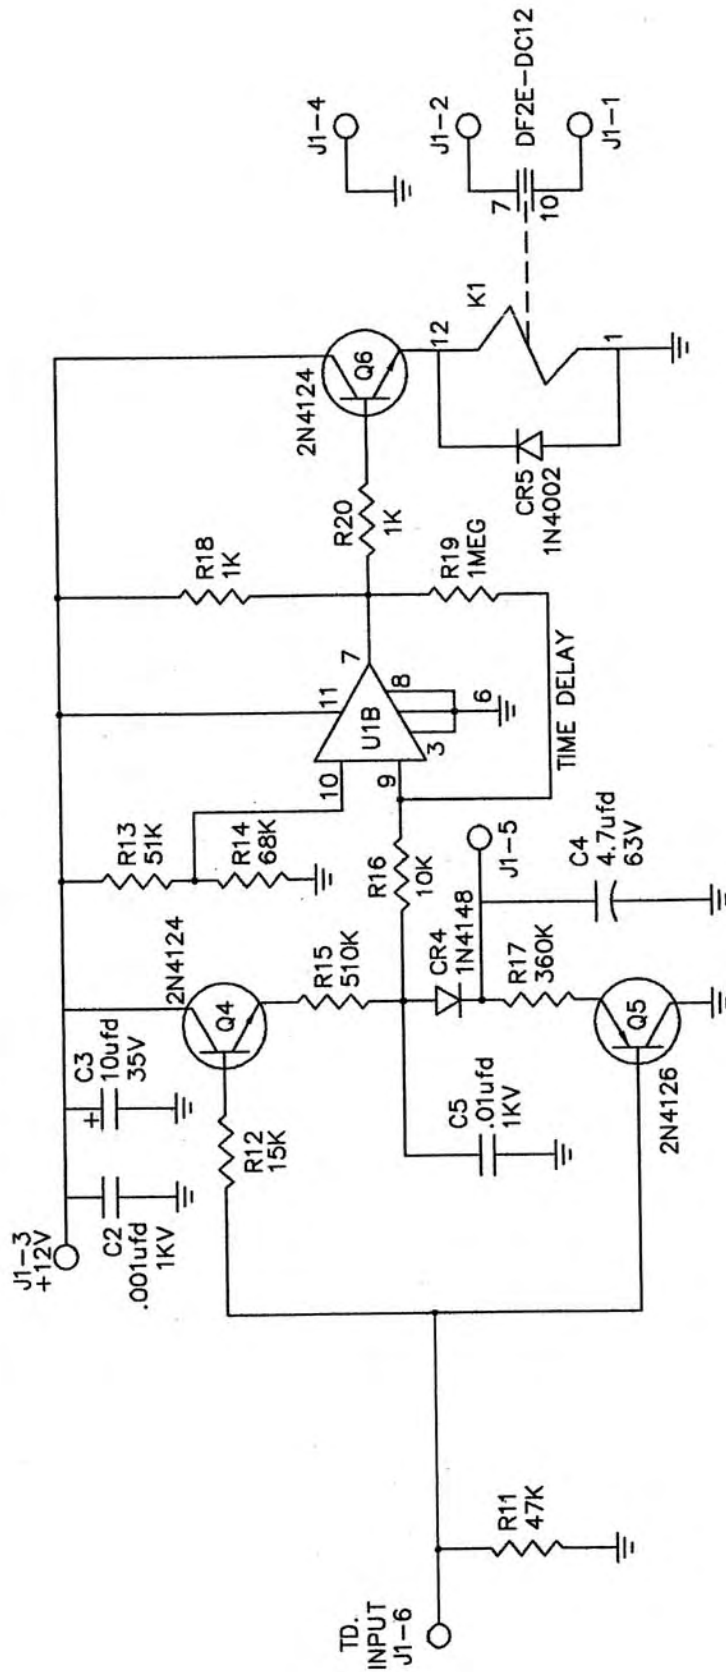 J1-3
+12V
C2
.001ufd
1KV
C3
10ufd
35V
+
2N4124
Q4
R12
15K
R13
51K
R14
68K
R15
510K
R16
10K
10
9
11
U1B
7
3
8
6
R18
1K
R20
1K
R19
1MEG
TIME DELAY
2N4124
Q6
12
K1
1
CR5
1N4002
7
10
DF2E-DC12
J1-4
J1-2
J1-1
C5
.01ufd
1KV
CR4
1N4148
J1-5
R17
360K
C4
4.7ufd
63V
Q5
2N4126
TD.
INPUT
J1-6
R11
47K